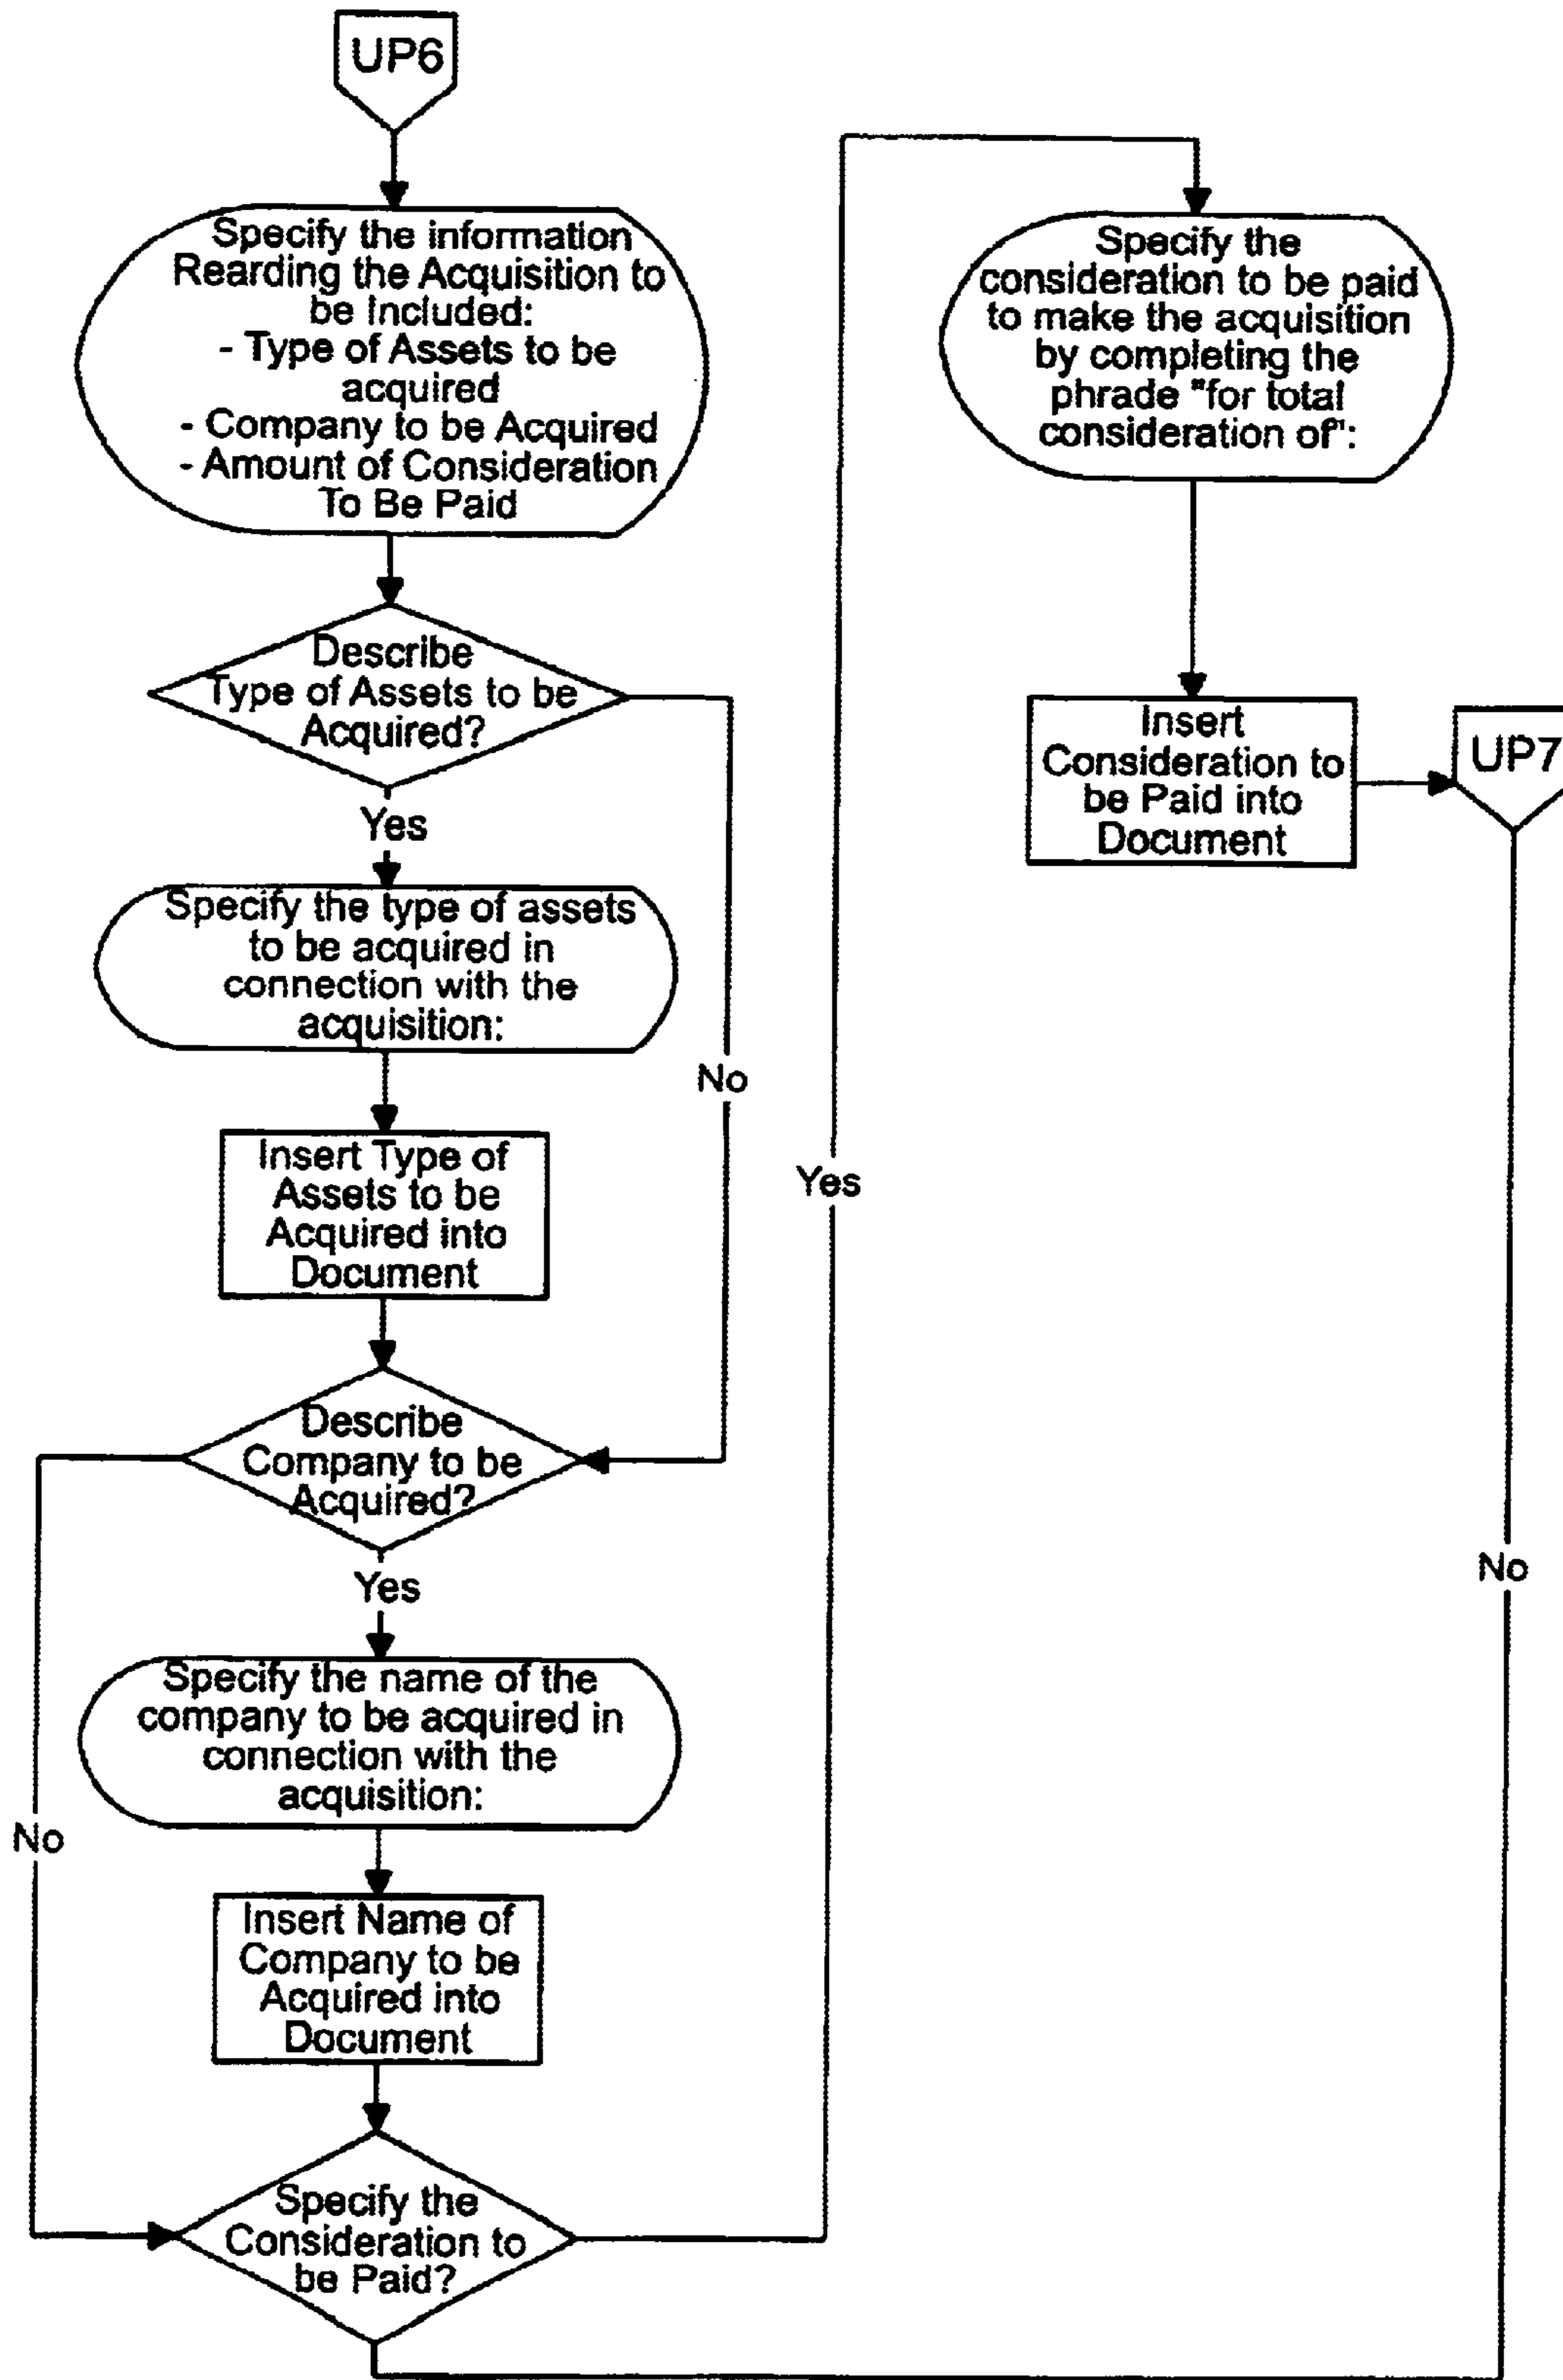 UP6
Specify the information
Rearding the Acquisition to
be Included:
- Type of Assets to be
acquired
- Company to be Acquired
- Amount of Consideration
To Be Paid
Describe
Type of Assets to be
Acquired?
Yes
Specify the type of assets
to be acquired in
connection with the
acquisition:
No
Insert Type of
Assets to be
Acquired into
Document
Describe
Company to be
Acquired?
Yes
Specify the name of the
company to be acquired in
connection with the
acquisition:
No
Insert Name of
Company to be
Acquired into
Document
Specify the
Consideration to
be Paid?
Yes
Specify the
consideration to be paid
to make the acquisition
by completing the
phrade "for total
consideration of":
Insert
Consideration to
be Paid into
Document
UP7
No